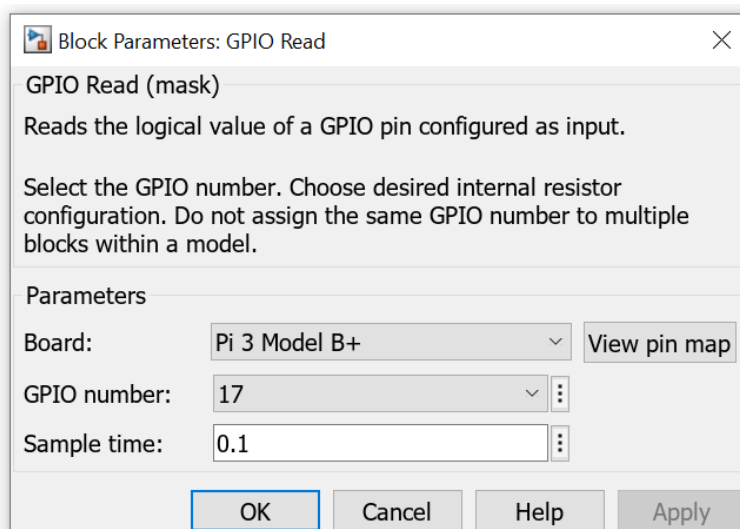 Block Parameters: GPIO Read
GPIO Read (mask)
Reads the logical value of a GPIO pin configured as input.
Select the GPIO number. Choose desired internal resistor
configuration. Do not assign the same GPIO number to multiple
blocks within a model.
Parameters
Board: Pi 3 Model B+ View pin map
GPIO number: 17
Sample time: 0.1
OK Cancel Help Apply